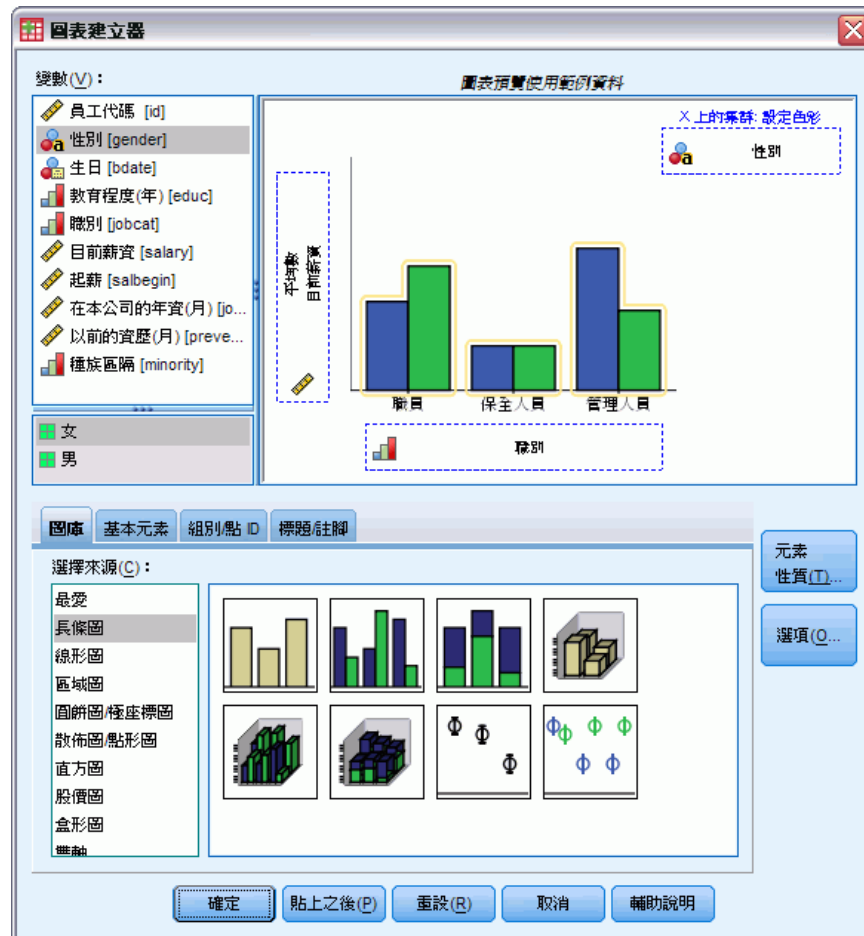 圖表建立器
變數(V)：
圖表預覽使用範例資料
員工代碼 [id]
性別 [gender]
生日 [bdate]
教育程度(年) [educ]
職別 [jobcat]
目前薪資 [salary]
起薪 [salbegin]
在本公司的年資(月) [jo...
以前的資歷(月) [preve...
種族區隔 [minority]
女
男
X 上的集群: 設定色彩
性別
平均數
目前薪資
職員
保全人員
管理人員
職別
圖庫
基本元素
組別/點 ID
標題/註腳
選擇來源(C)：
最愛
長條圖
線形圖
區域圖
圓餅圖/極座標圖
散佈圖/點形圖
直方圖
股價圖
盒形圖
雙軸
元素
性質(T)...
選項(O...
確定
貼上之後(P)
重設(R)
取消
輔助說明